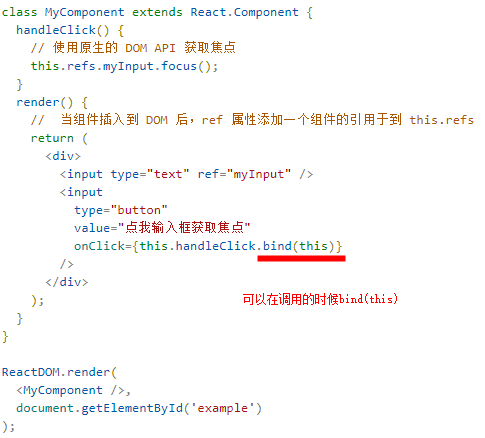 class MyComponent extends React.Component {
  handleClick() {
    // 使用原生的 DOM API 获取焦点
    this.refs.myInput.focus();
  }
  render() {
    //  当组件插入到 DOM 后，ref 属性添加一个组件的引用于到 this.refs
    return (
      <div>
        <input type="text" ref="myInput" />
        <input
          type="button"
          value="点我输入框获取焦点"
          onClick={this.handleClick.bind(this)}
        />
      </div>
    );
可以在调用的时候bind(this)
  }
}
ReactDOM.render(
  <MyComponent />,
  document.getElementById('example')
);